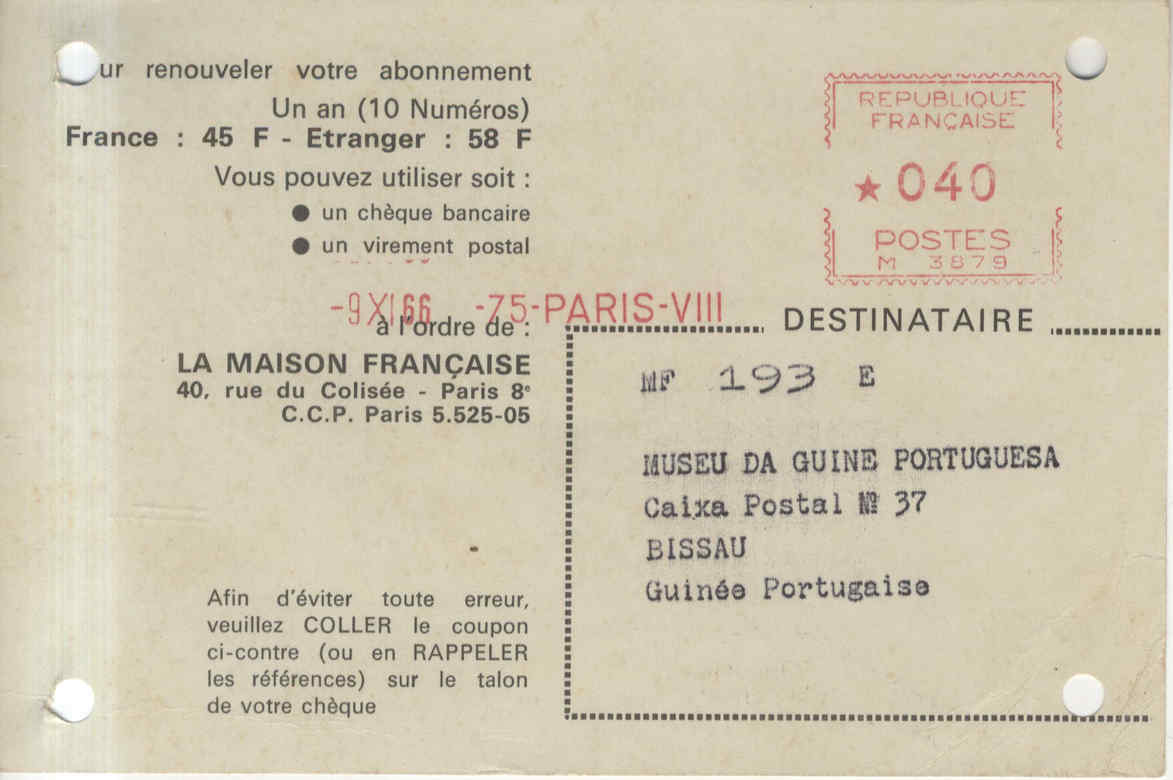 ur renouveler votre abonnement
Un an (10 Numéros)
France : 45 F - Etranger : 58 F
Vous pouvez utiliser soit :
● un chèque bancaire
● un virement postal
à l'ordre de :
LA MAISON FRANÇAISE
40, rue du Colisée - Paris 8e
C.C.P. Paris 5.525-05
Afin d'éviter toute erreur,
veuillez COLLER le coupon
ci-contre (ou en RAPPELER
les références) sur le talon
de votre chèque
REPUBLIQUE
FRANÇAISE
★ 040
POSTES
M 3879
-9 XI 66 -75-PARIS-VIII
DESTINATAIRE
MF 193 E
MUSEU DA GUINE PORTUGUESA
Caixa Postal Nº 37
BISSAU
Guinée Portugaise